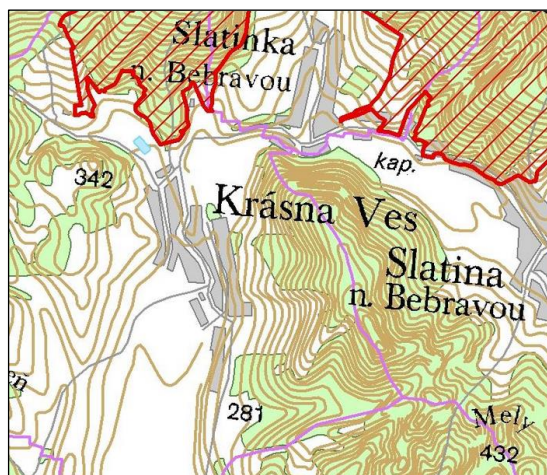 Slatinka
n. Bebravou
kap.
342
Krásna Ves
Slatina
n. Bebravou
281
Mely
432